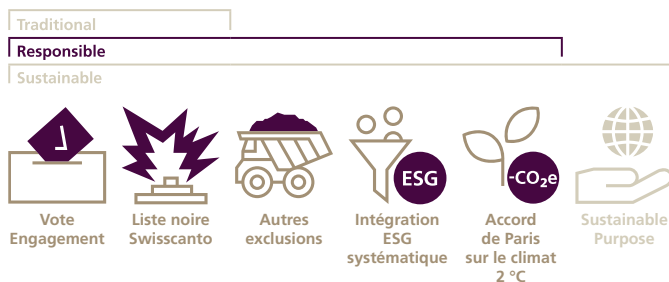 Traditional
Responsible
Sustainable
ESG
-CO₂e
Vote
Engagement
Liste noire
Swisscanto
Autres
exclusions
Intégration
ESG
systématique
Accord
de Paris
sur le climat
2 °C
Sustainable
Purpose